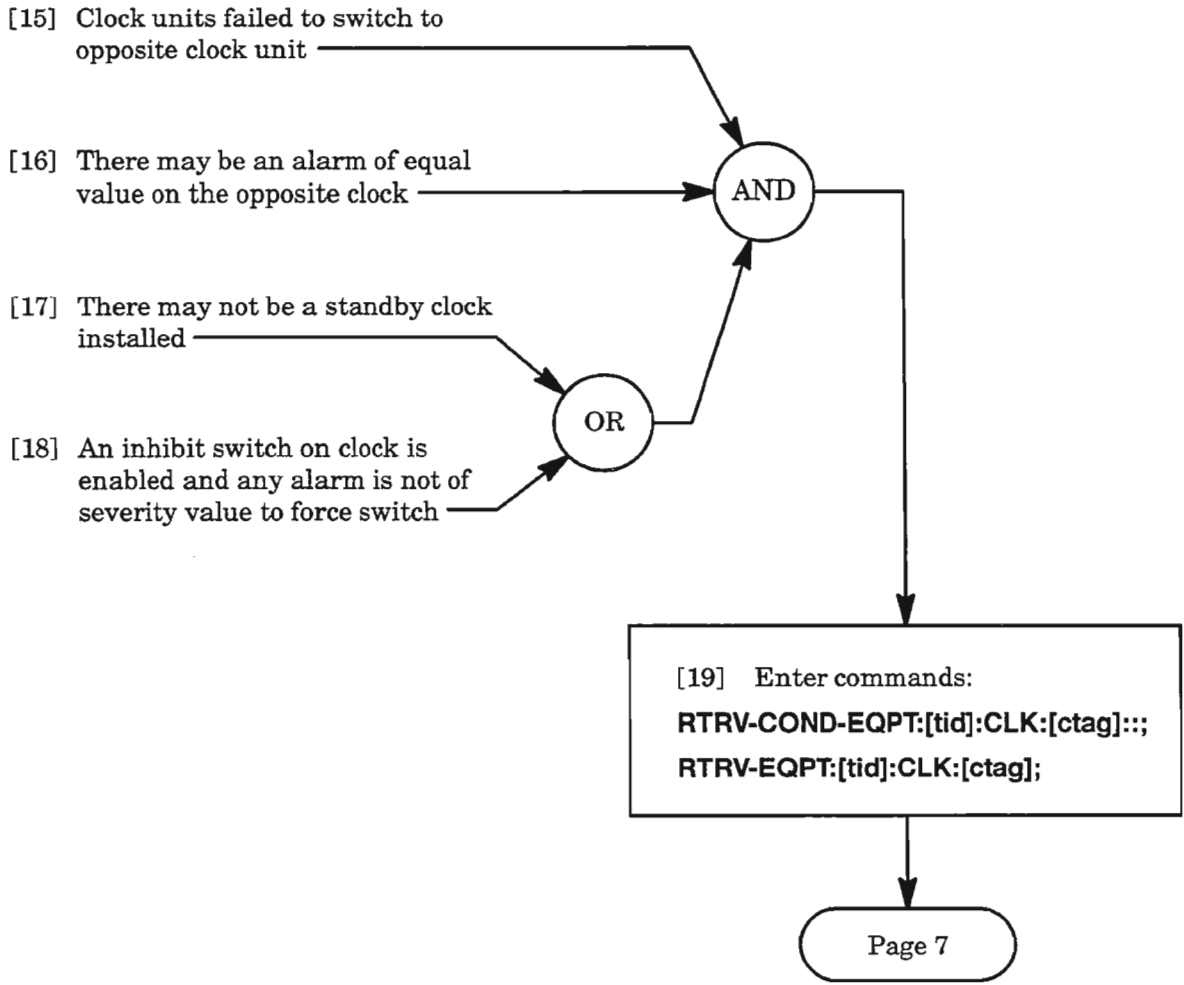 [15] Clock units failed to switch to
opposite clock unit
[16] There may be an alarm of equal
value on the opposite clock
AND
[17] There may not be a standby clock
installed
OR
[18] An inhibit switch on clock is
enabled and any alarm is not of
severity value to force switch
[19] Enter commands:
RTRV-COND-EQPT:[tid]:CLK:[ctag]::;
RTRV-EQPT:[tid]:CLK:[ctag];
Page 7